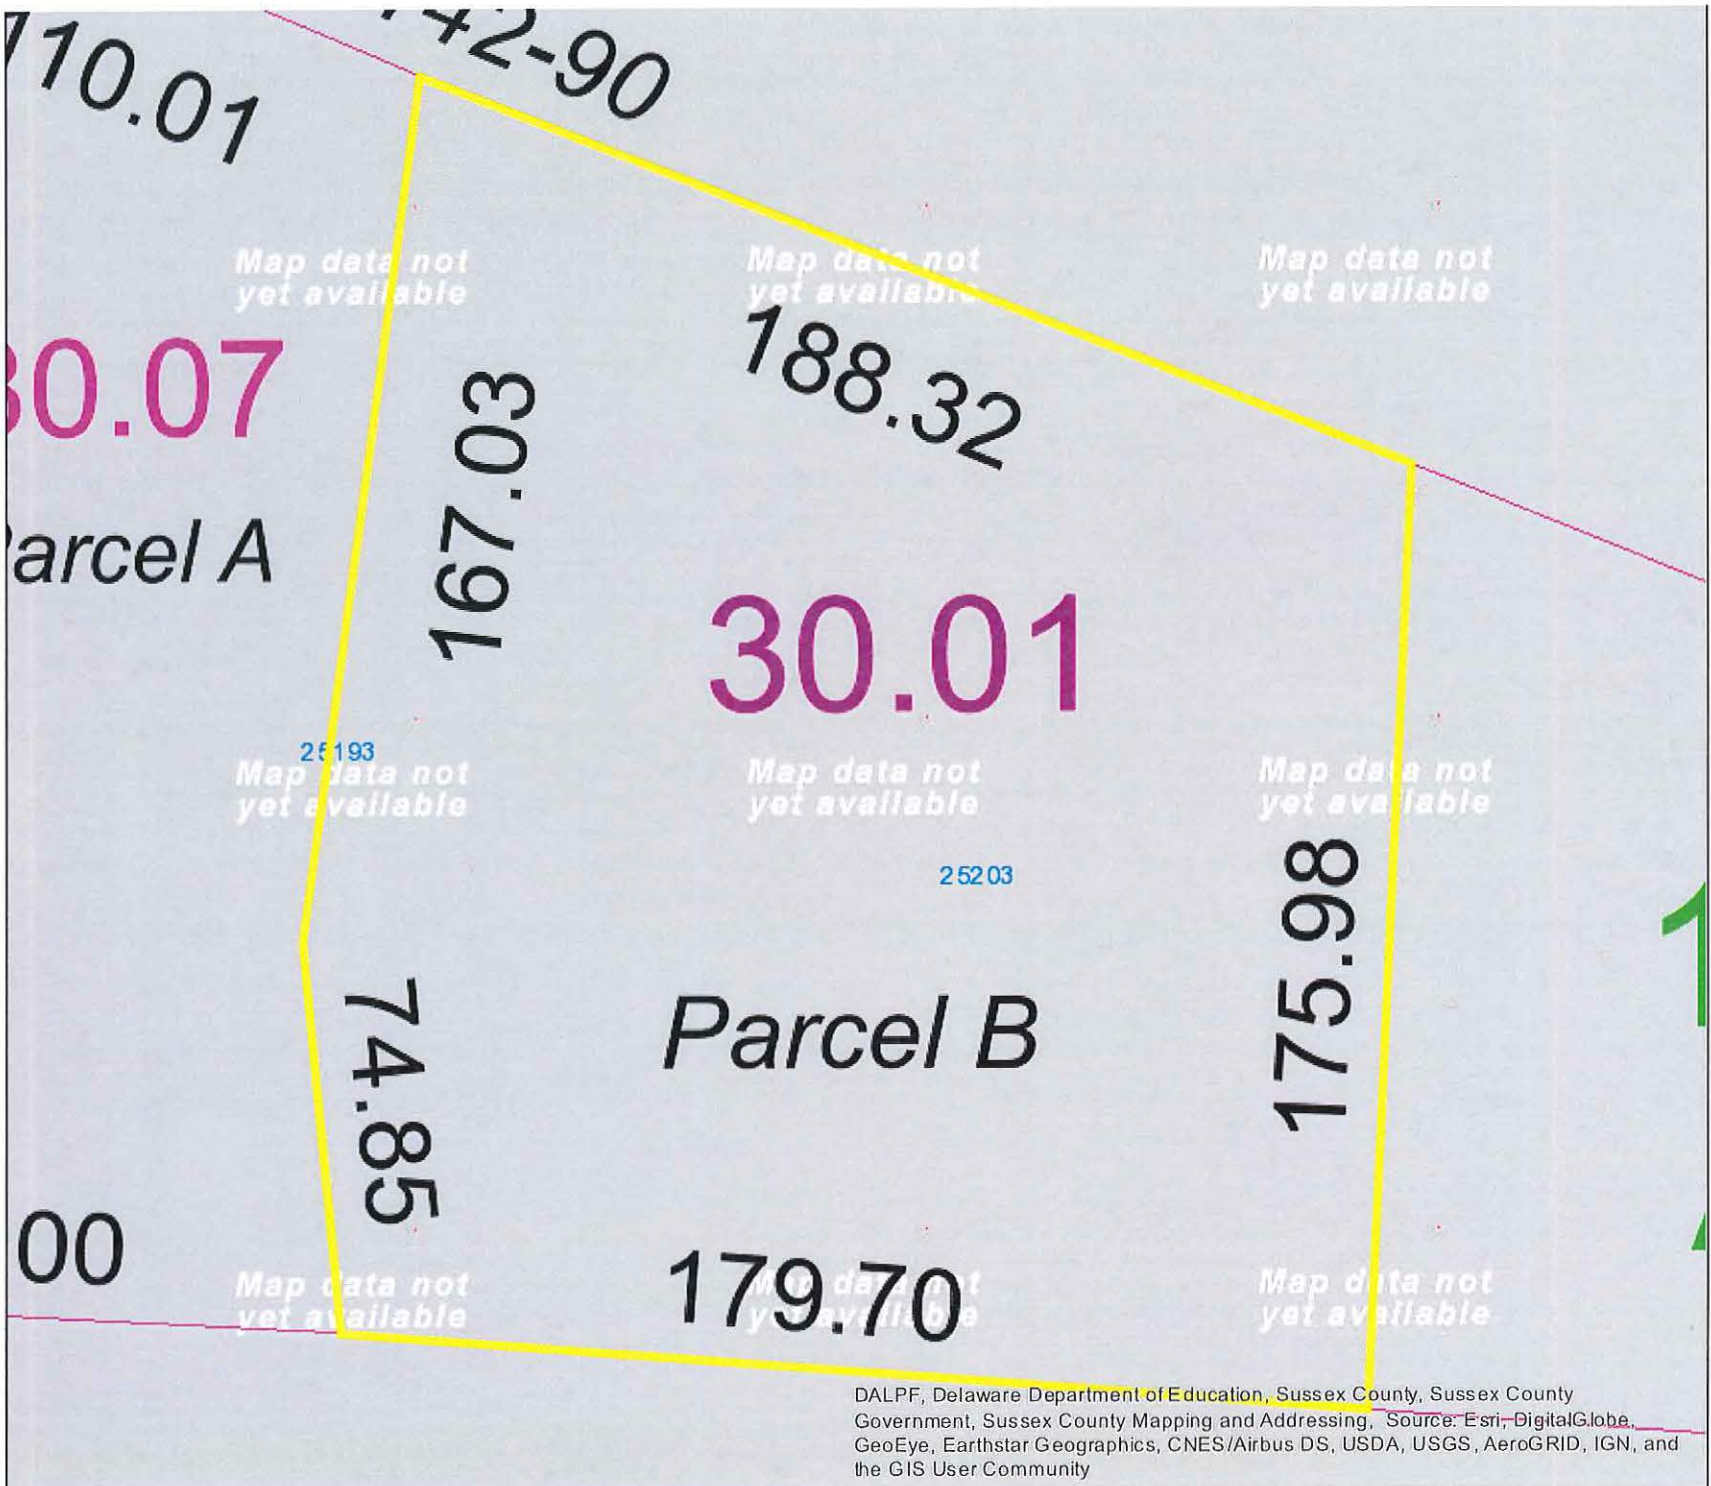 42-90
10.01
Map data not
yet available
Map data not
yet available
Map data not
yet available
188.32
0.07
167.03
arcel A
30.01
25193
Map data not
yet available
Map data not
yet available
Map data not
yet available
25203
175.98
1
74.85
Parcel B
00
179.70
Map data not
yet available
Map data not
yet available
Map data not
yet available
DALPF, Delaware Department of Education, Sussex County, Sussex County
Government, Sussex County Mapping and Addressing, Source: Esri, DigitalGlobe,
GeoEye, Earthstar Geographics, CNES/Airbus DS, USDA, USGS, AeroGRID, IGN, and
the GIS User Community